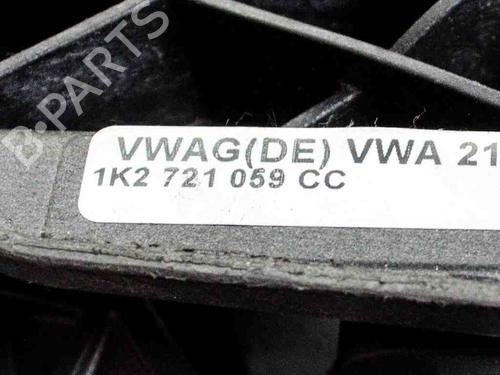 B-PARTS
VWAG(DE) VWA 21
1K2 721 059 CC